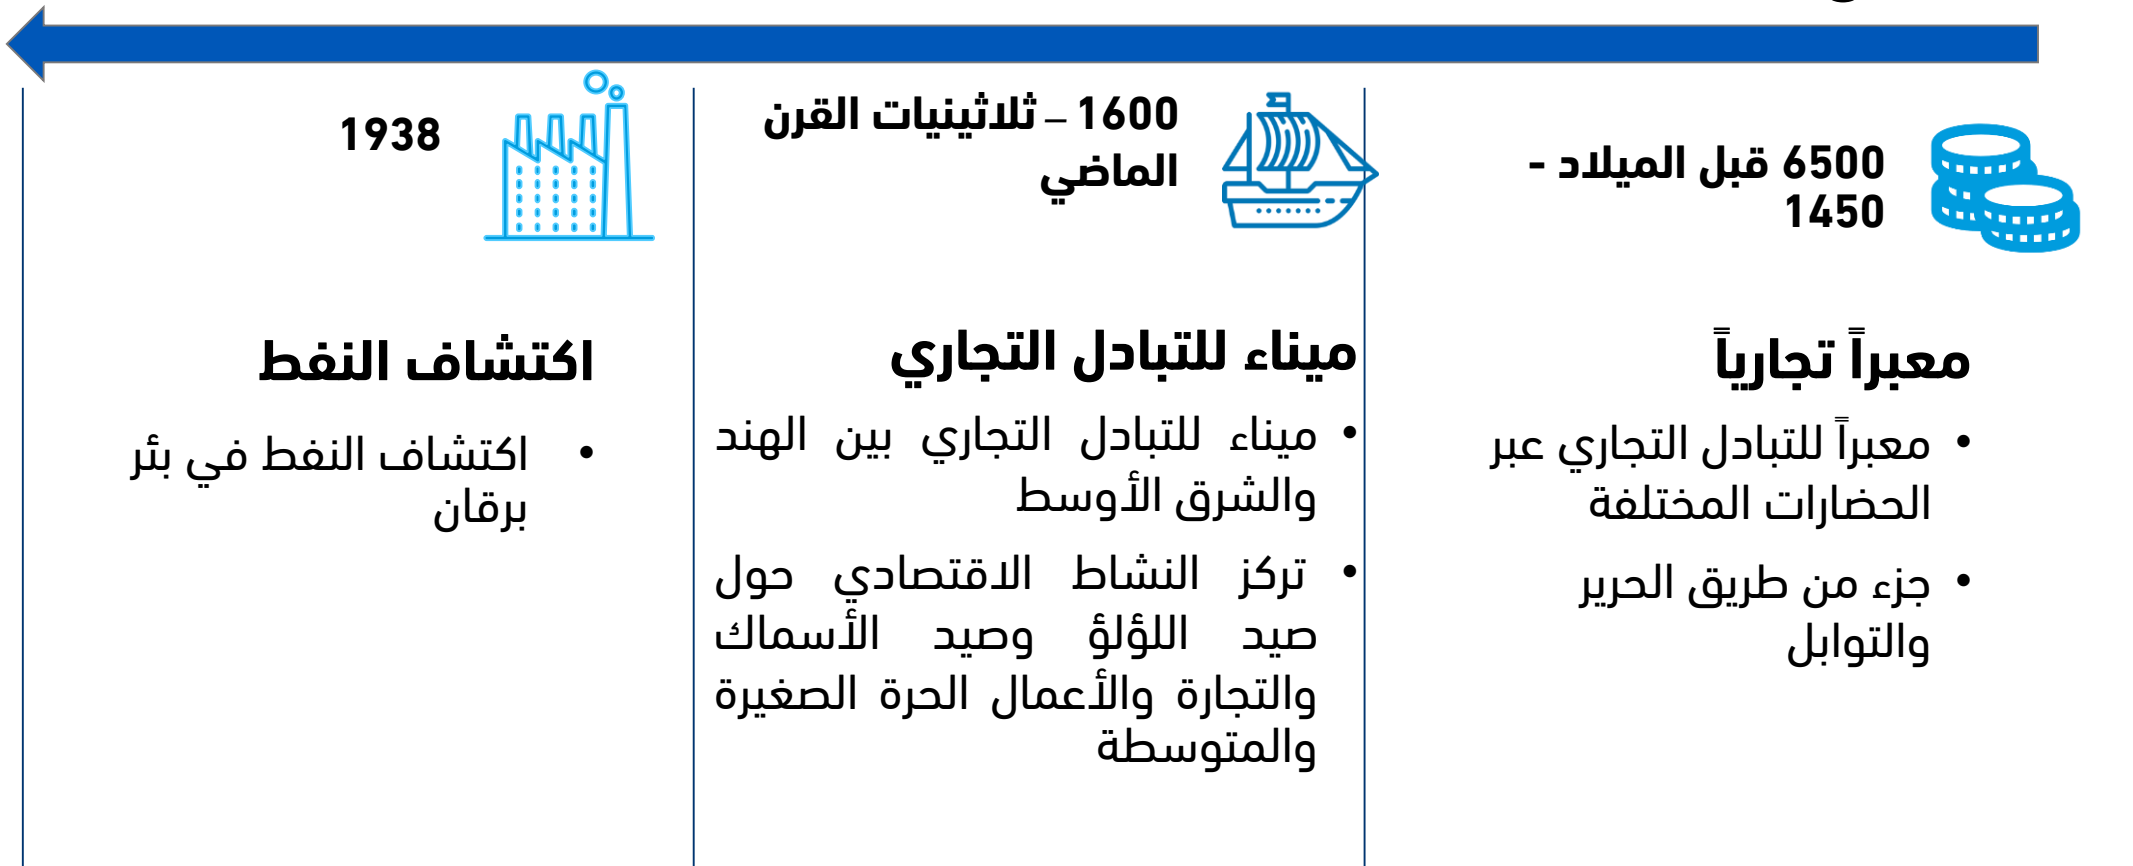 6500 قبل الميلاد -
1450
معبراً تجارياً
• معبراً للتبادل التجاري عبر
الحضارات المختلفة
• جزء من طريق الحرير
والتوابل
1600 – ثلاثينيات القرن
الماضي
ميناء للتبادل التجاري
• ميناء للتبادل التجاري بين الهند
والشرق الأوسط
• تركز النشاط الاقتصادي حول
صيد اللؤلؤ وصيد الأسماك
والتجارة والأعمال الحرة الصغيرة
والمتوسطة
1938
اكتشاف النفط
• اكتشاف النفط في بئر
برقان